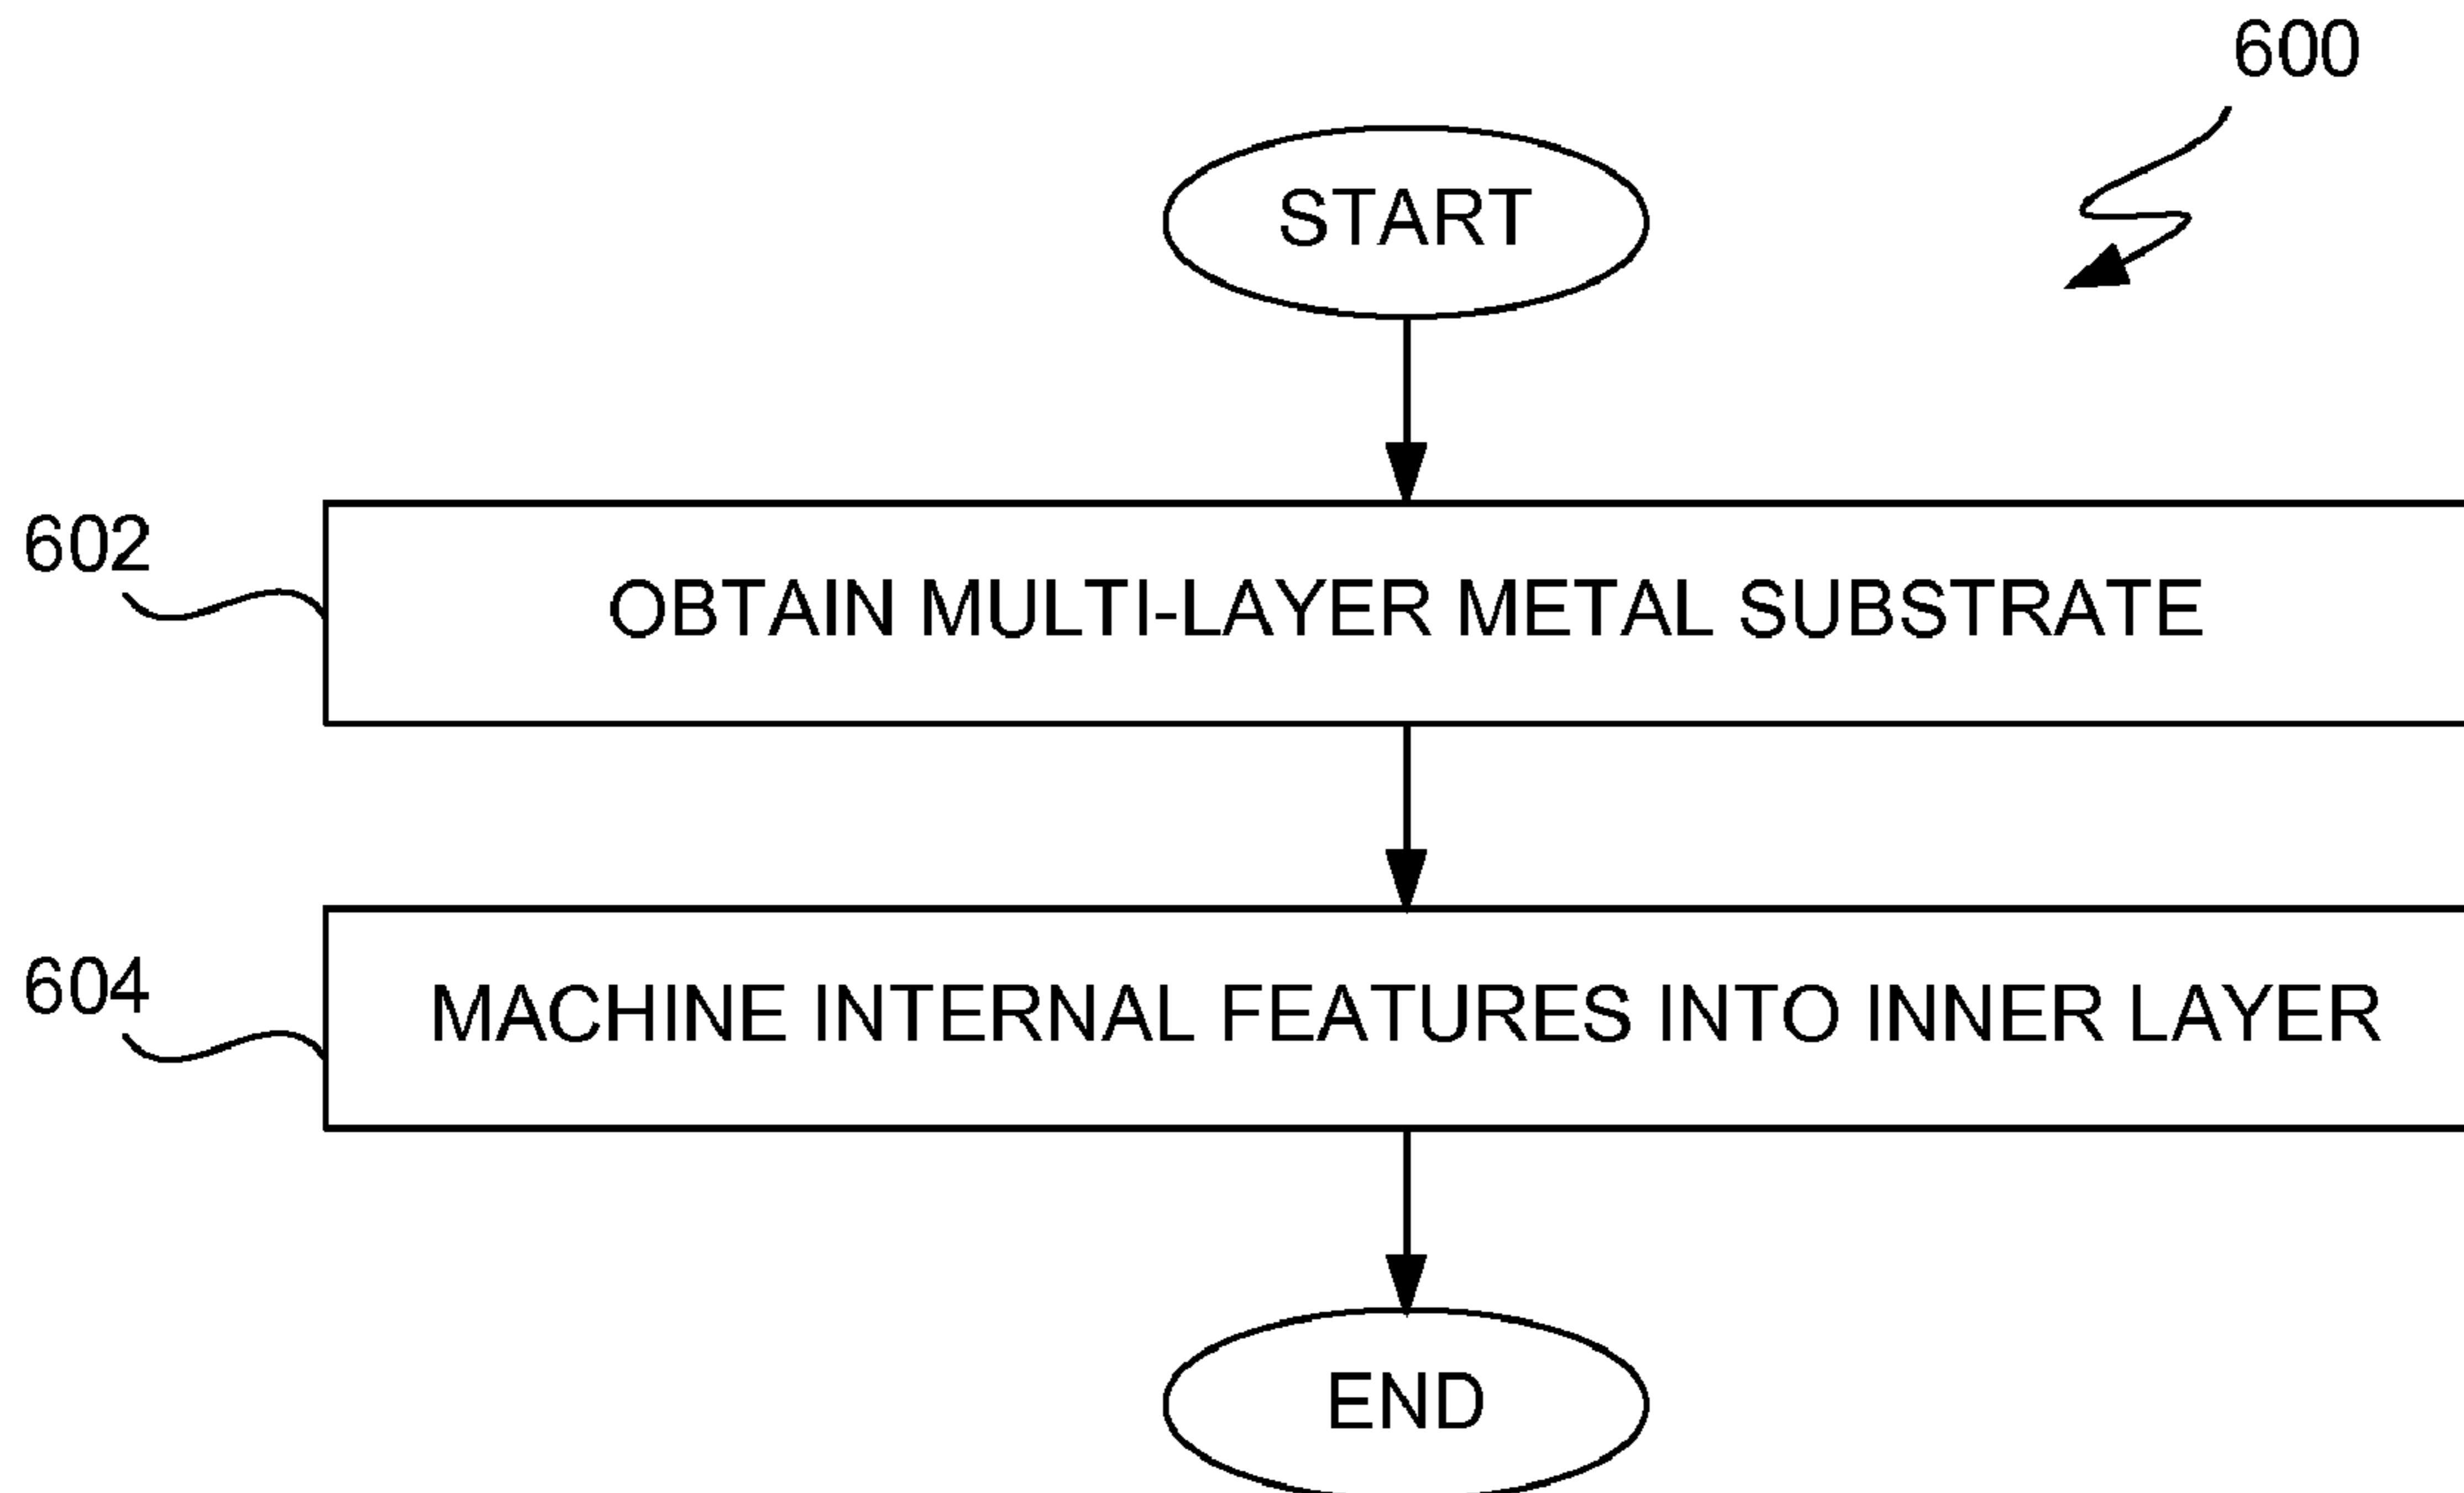 600
START
602
OBTAIN MULTI-LAYER METAL SUBSTRATE
604
MACHINE INTERNAL FEATURES INTO INNER LAYER
END